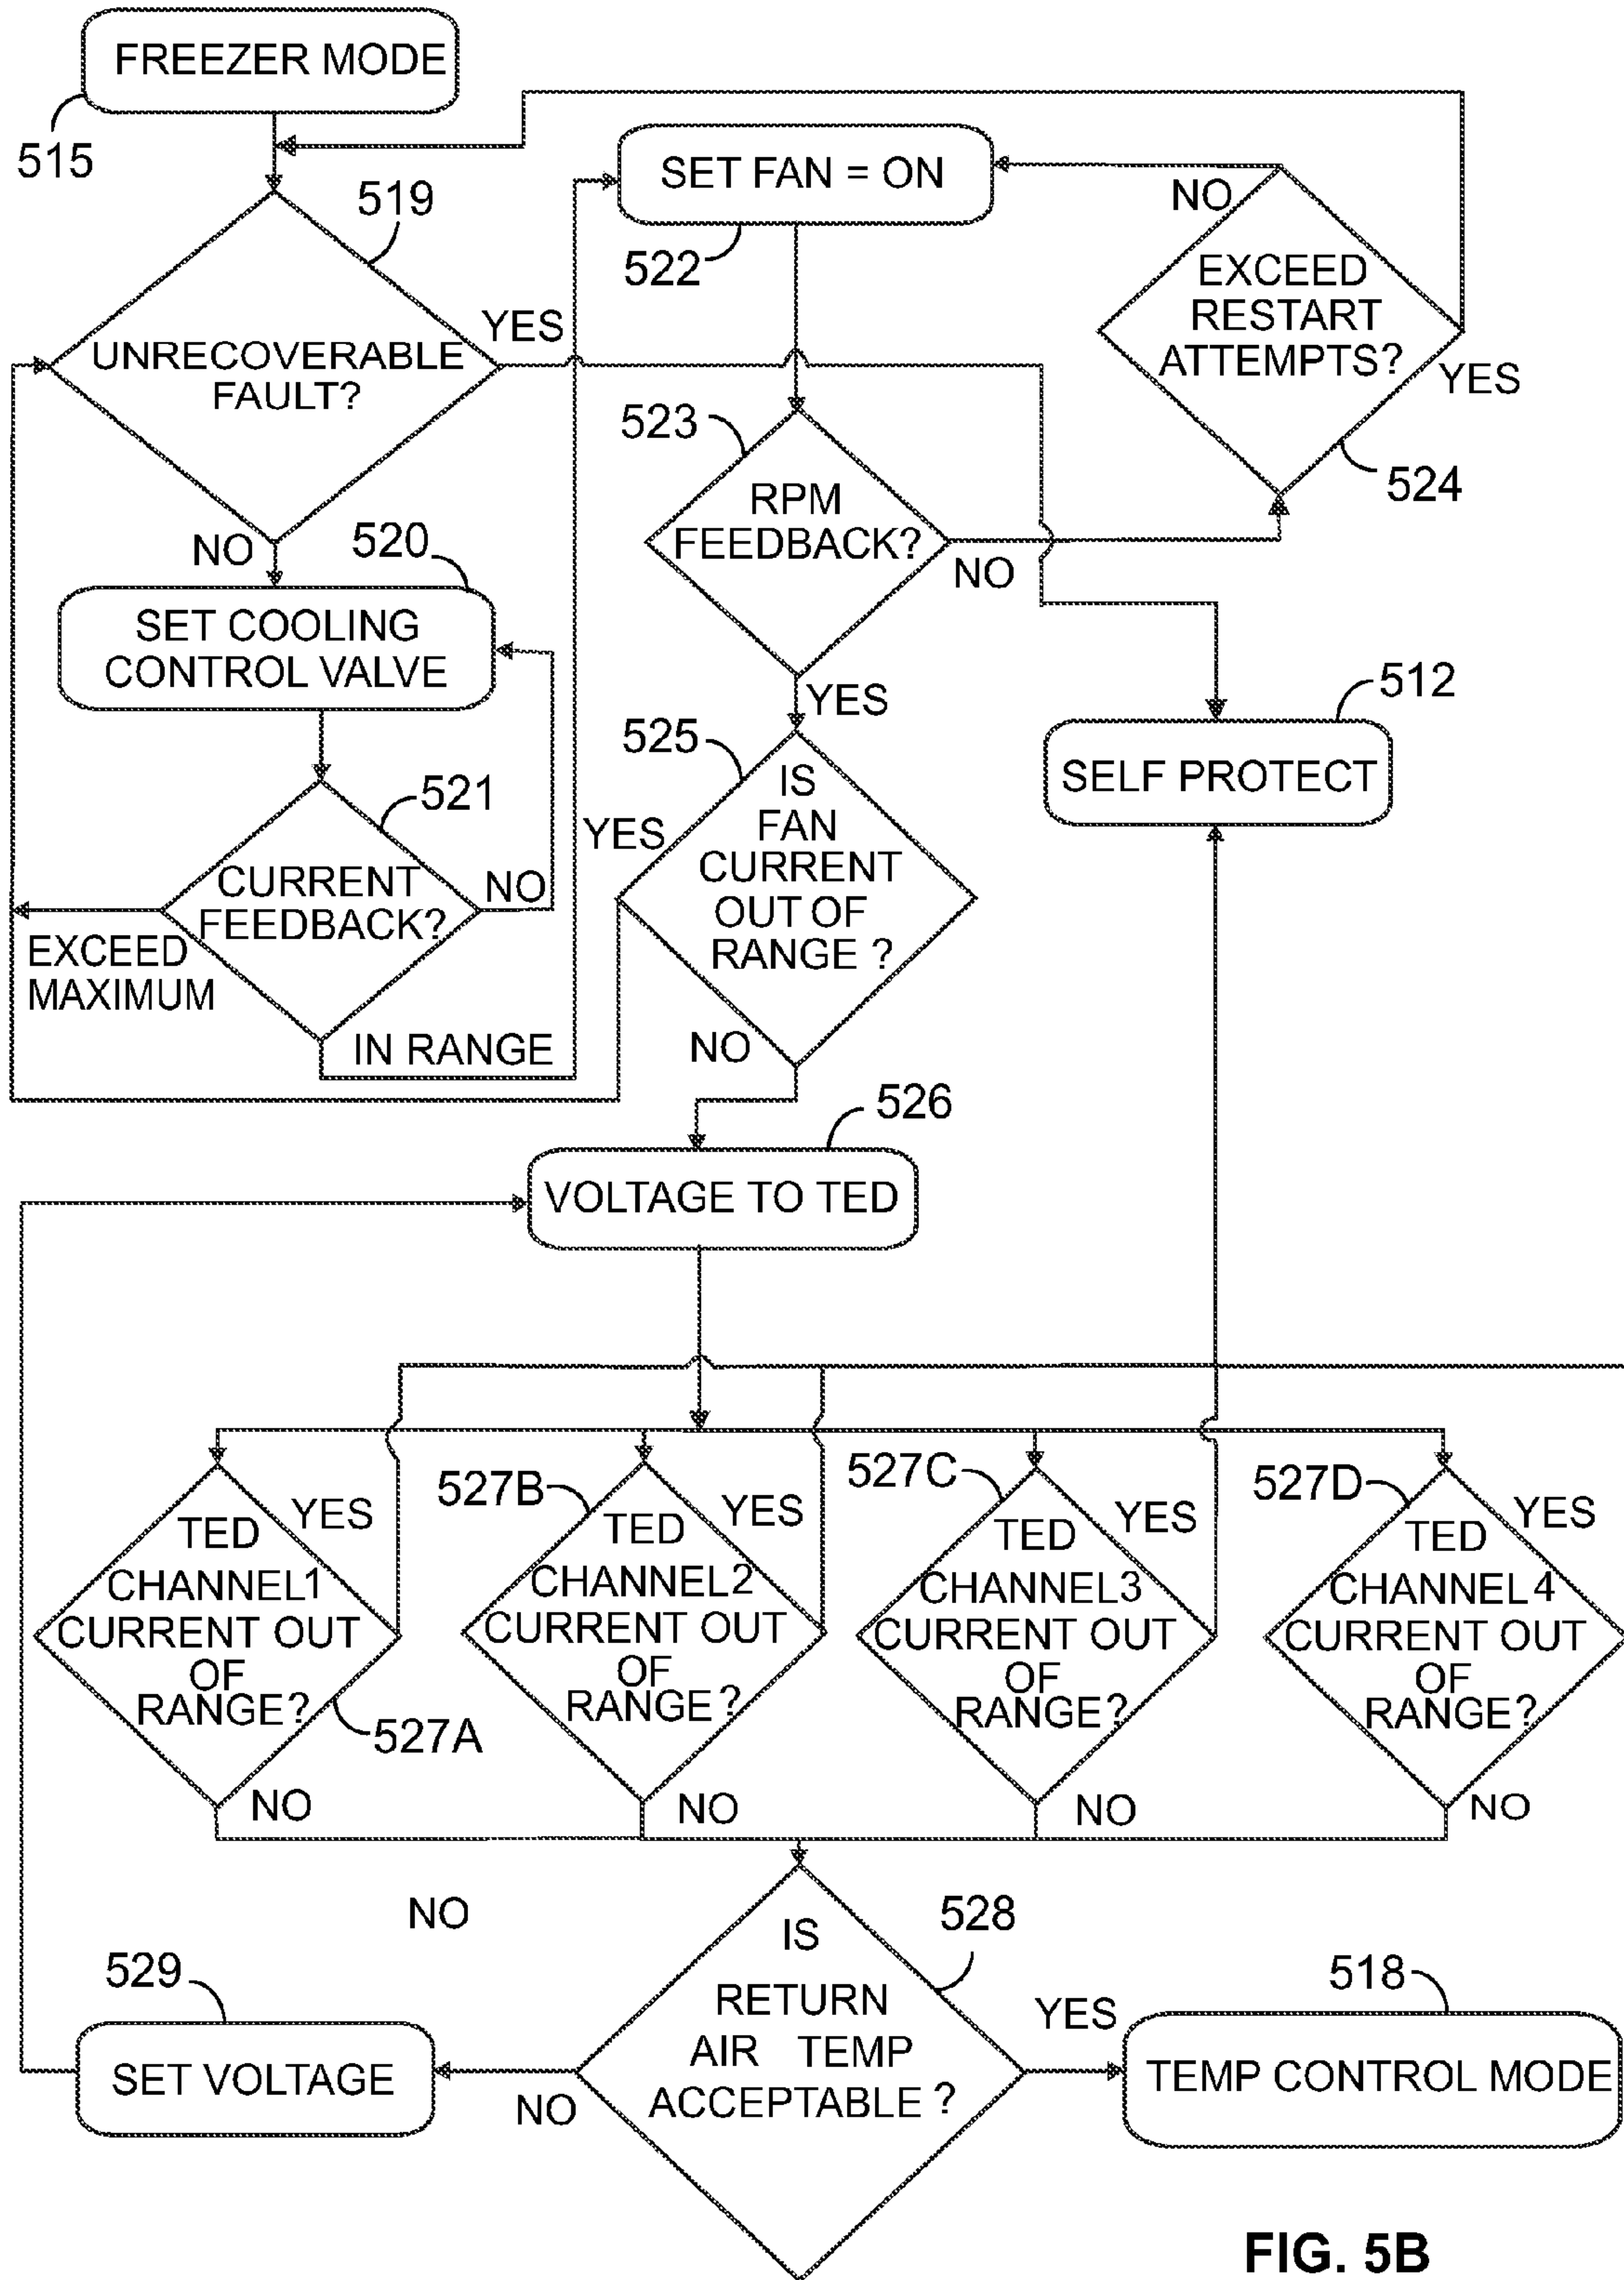 FREEZER MODE
515
519
UNRECOVERABLE
FAULT?
YES
NO
520
SET COOLING
CONTROL VALVE
521
CURRENT
FEEDBACK?
NO
EXCEED
MAXIMUM
IN RANGE
SET FAN = ON
522
523
RPM
FEEDBACK?
NO
YES
NO
EXCEED
RESTART
ATTEMPTS?
YES
524
525
IS
FAN
CURRENT
OUT OF
RANGE ?
YES
NO
512
SELF PROTECT
526
VOLTAGE TO TED
YES
TED
CHANNEL1
CURRENT OUT
OF
RANGE?
527A
NO
527B
YES
TED
CHANNEL2
CURRENT OUT
OF
RANGE ?
NO
527C
YES
TED
CHANNEL3
CURRENT OUT
OF
RANGE?
NO
527D
YES
TED
CHANNEL4
CURRENT OUT
OF
RANGE?
NO
NO
528
IS
RETURN
AIR TEMP
ACCEPTABLE ?
NO
YES
529
SET VOLTAGE
518
TEMP CONTROL MODE
FIG. 5B